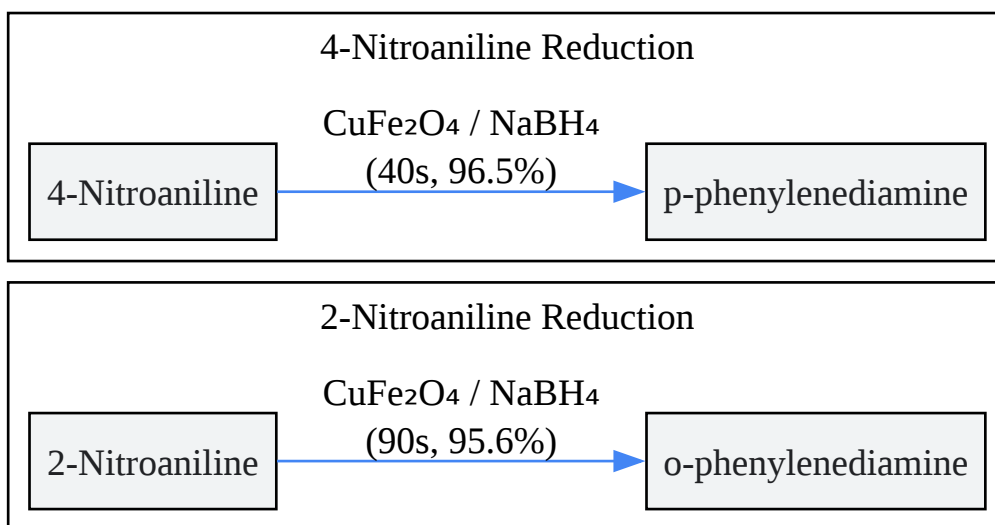 4-Nitroaniline Reduction
CuFe₂O₄ / NaBH₄
(40s, 96.5%)
4-Nitroaniline
p-phenylenediamine
2-Nitroaniline Reduction
CuFe₂O₄ / NaBH₄
(90s, 95.6%)
2-Nitroaniline
o-phenylenediamine